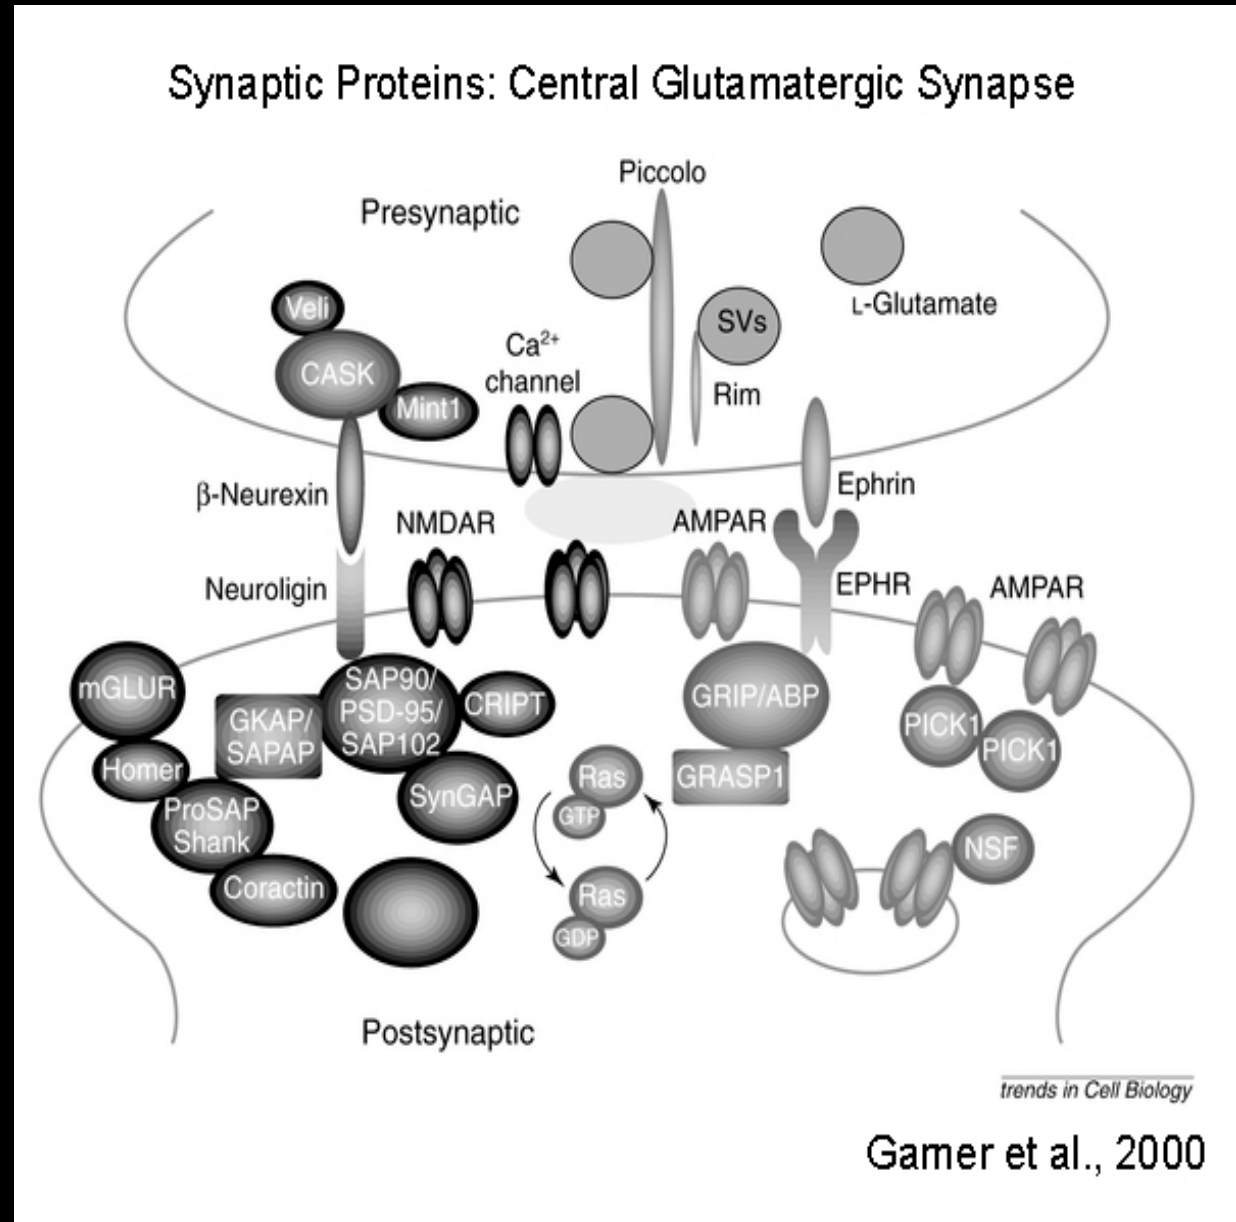 Synaptic Proteins: Central Glutamatergic Synapse
Piccolo
Presynaptic
Veli
CASK
Mint1
Ca²⁺
channel
SVs
Rim
L-Glutamate
β-Neurexin
Ephrin
NMDAR
AMPAR
Neuroligin
EPHR
AMPAR
mGLUR
SAP90/
PSD-95/
SAP102
CRIPT
GKAP/
SAPAP
GRIP/ABP
PICK1
PICK1
Homer
SynGAP
Ras
GTP
GRASP1
ProSAP
Shank
NSF
Coractin
Ras
GDP
Postsynaptic
trends in Cell Biology
Garner et al., 2000